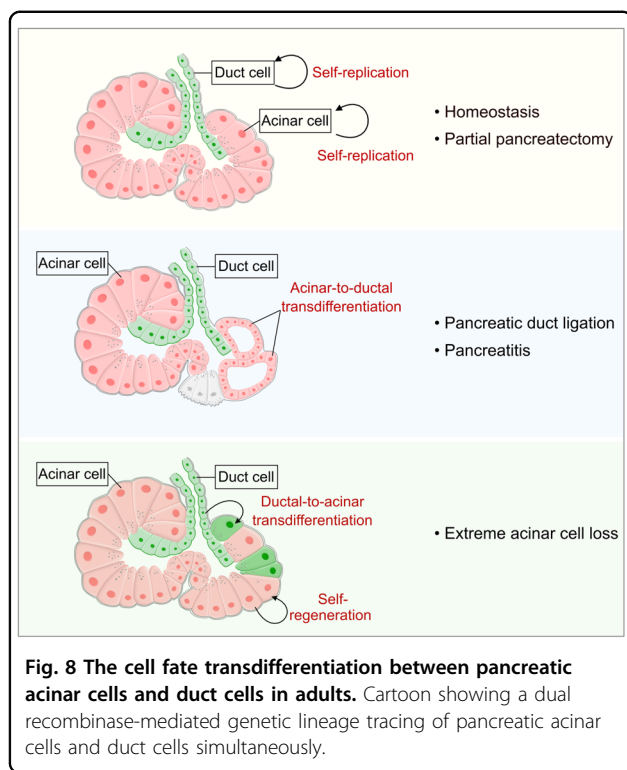 Duct cell
Self-replication
Acinar cell
Self-replication
• Homeostasis
• Partial pancreatectomy
Acinar cell
Duct cell
Acinar-to-ductal
transdifferentiation
• Pancreatic duct ligation
• Pancreatitis
Acinar cell
Duct cell
Ductal-to-acinar
transdifferentiation
Self-
regeneration
• Extreme acinar cell loss
Fig. 8 The cell fate transdifferentiation between pancreatic
acinar cells and duct cells in adults. Cartoon showing a dual
recombinase-mediated genetic lineage tracing of pancreatic acinar
cells and duct cells simultaneously.